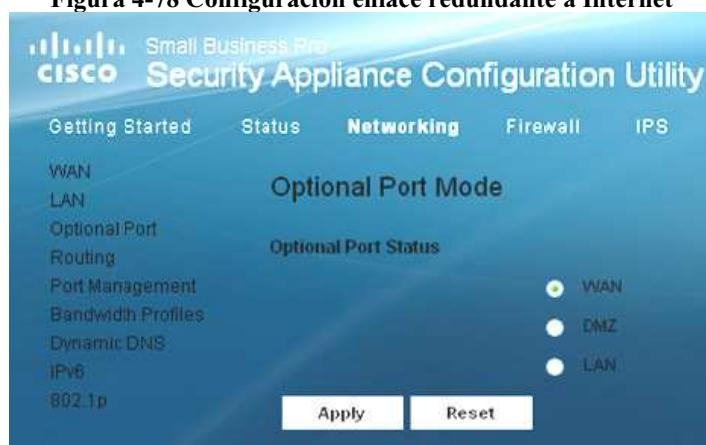 Figura 4-78 Configuración enlace redundante a Internet
Small Business Pro
CISCO Security Appliance Configuration Utility
Getting Started Status Networking Firewall IPS
WAN
LAN
Optional Port
Routing
Port Management
Bandwidth Profiles
Dynamic DNS
IPv6
802.1p
Optional Port Mode
Optional Port Status
WAN
DMZ
LAN
Apply Reset